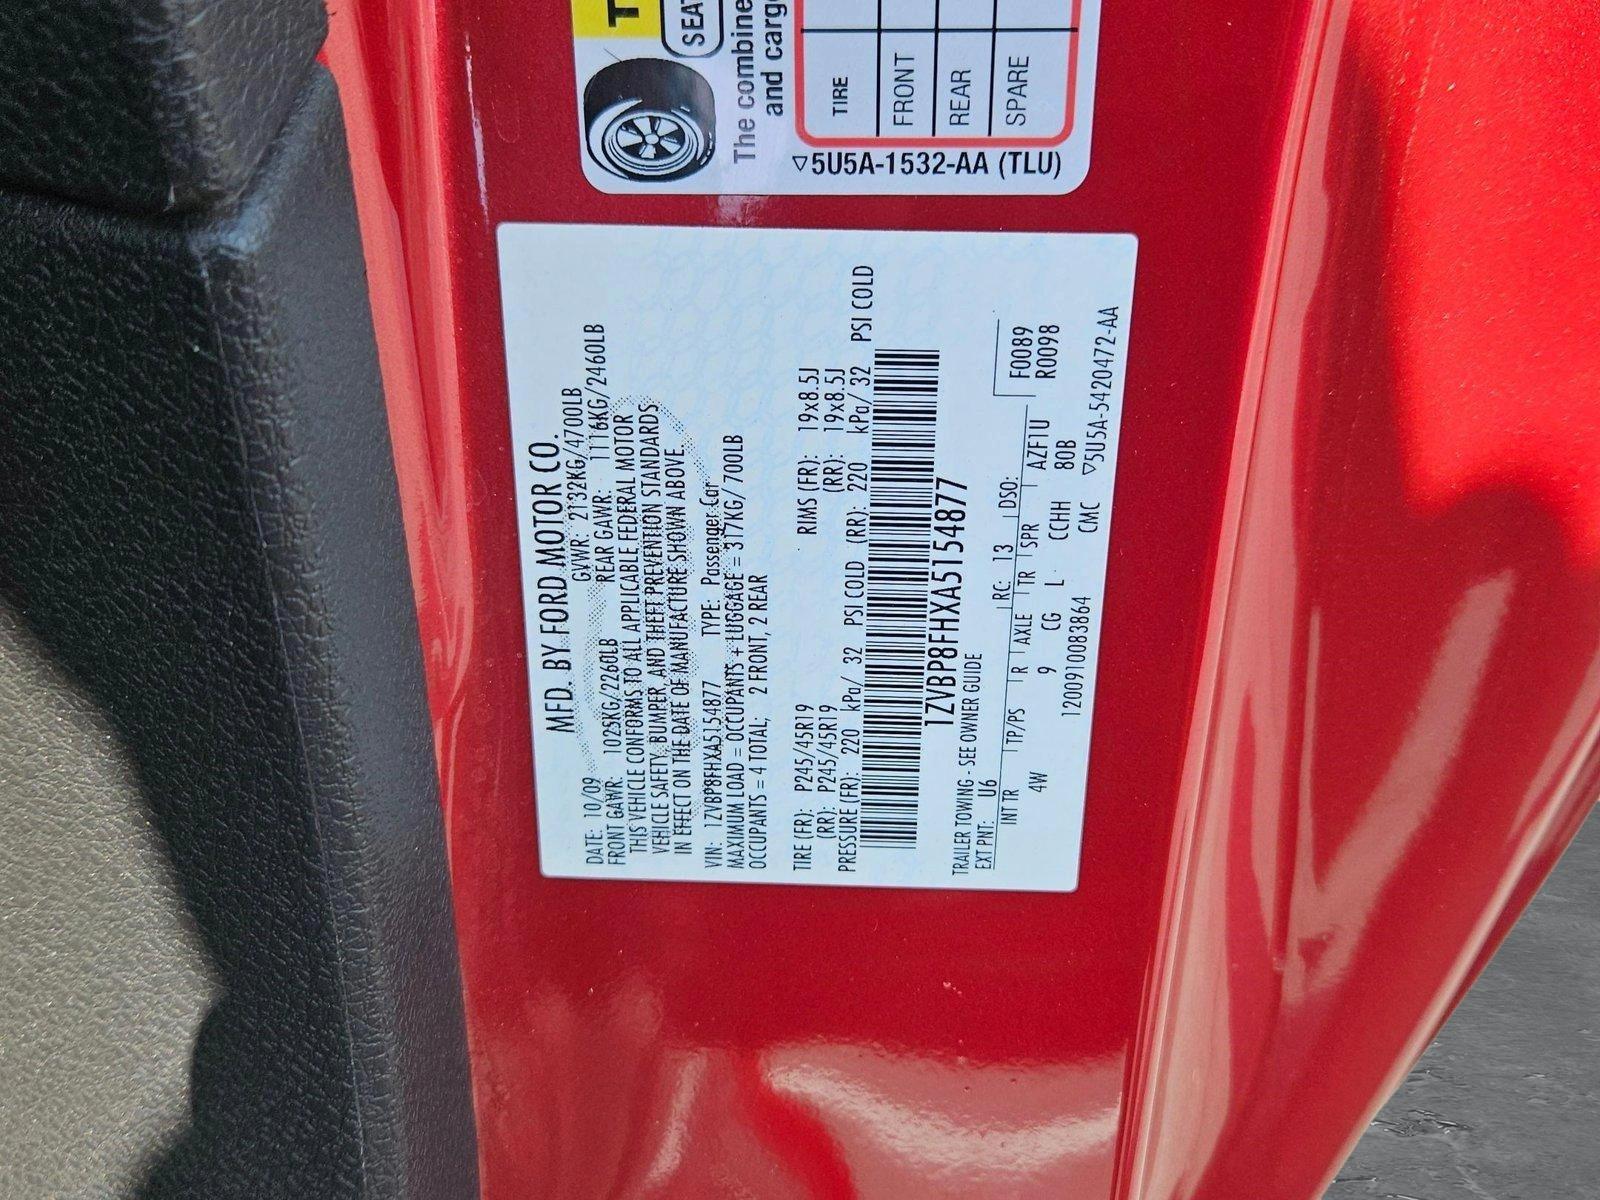 T
SEAT
The combine
and cargo
TIRE
FRONT
REAR
SPARE
5U5A-1532-AA (TLU)
MFD. BY FORD MOTOR CO.
DATE: 10/09 GVWR: 2132KG/4700LB
FRONT GAWR: 1025KG/2260LB REAR GAWR: 1116KG/2460LB
THIS VEHICLE CONFORMS TO ALL APPLICABLE FEDERAL MOTOR
VEHICLE SAFETY, BUMPER, AND THEFT PREVENTION STANDARDS
IN EFFECT ON THE DATE OF MANUFACTURE SHOWN ABOVE.
VIN: 1ZVBP8FHXA5154877 TYPE: Passenger Car
MAXIMUM LOAD = OCCUPANTS + LUGGAGE = 317KG/700LB
OCCUPANTS = 4 TOTAL; 2 FRONT, 2 REAR
TIRE (FR): P245/45R19 RIMS (FR): 19x8.5J
(RR): P245/45R19 (RR): 19x8.5J
PRESSURE (FR): 220 kPa/ 32 PSI COLD (RR): 220 kPa/ 32 PSI COLD
1ZVBP8FHXA5154877
TRAILER TOWING - SEE OWNER GUIDE
EXT PNT: U6 RC: 13 DSO: F0089
INT TR TP/PS R AXLE TR SPR AZF1U R0098
4W 9 CG L CCHH 80B
1200910083864 CMC 5U5A-5420472-AA